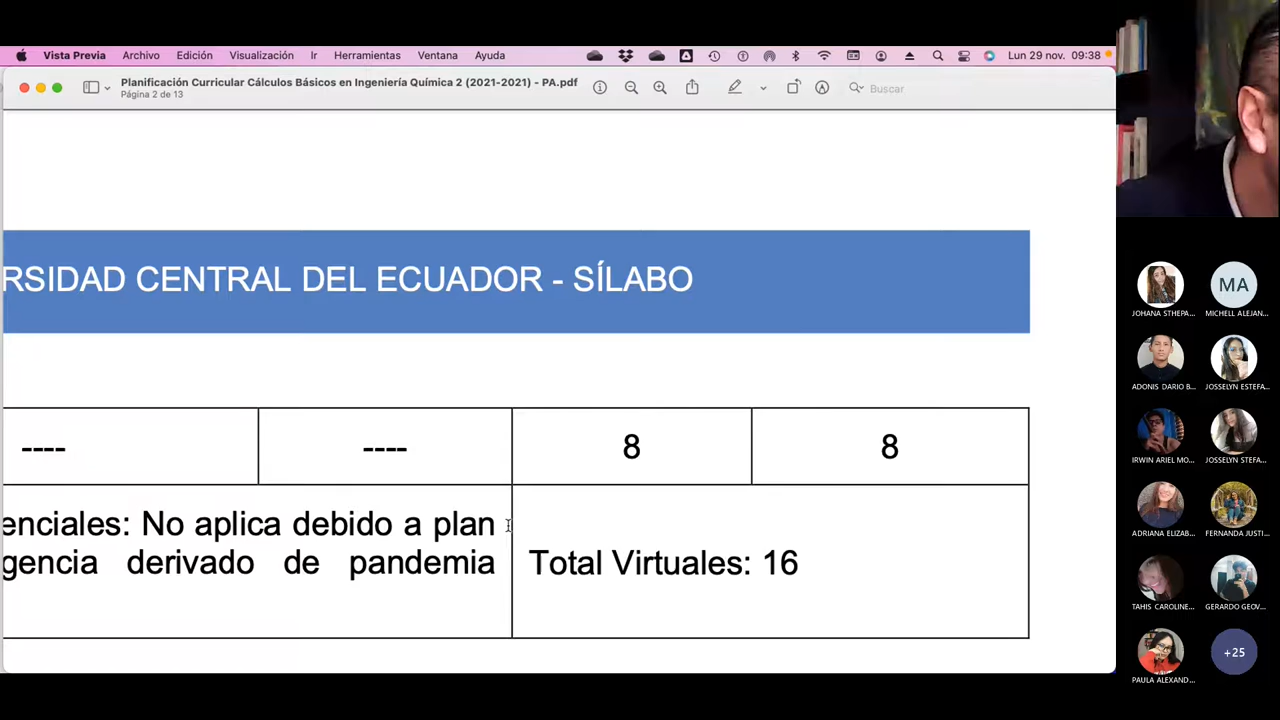 Vista Previa Archivo Edición Visualización Ir Herramientas Ventana Ayuda Lun 29 nov. 09:38
Planificación Curricular Cálculos Básicos en Ingeniería Química 2 (2021-2021) - PA.pdf
Página 2 de 13
Buscar
RSIDAD CENTRAL DEL ECUADOR - SÍLABO
---- ---- 8 8
enciales: No aplica debido a plan
gencia derivado de pandemia
Total Virtuales: 16
JOHANA STHEPA...
MA
MICHELL ALEJAN...
ADONIS DARIO B...
JOSSELYN ESTEFA...
IRWIN ARIEL MO...
JOSSELYN STEFA...
ADRIANA ELIZAB...
FERNANDA JUSTI...
TAHIS CAROLINE...
GERARDO GEOV...
PAULA ALEXAND...
+25